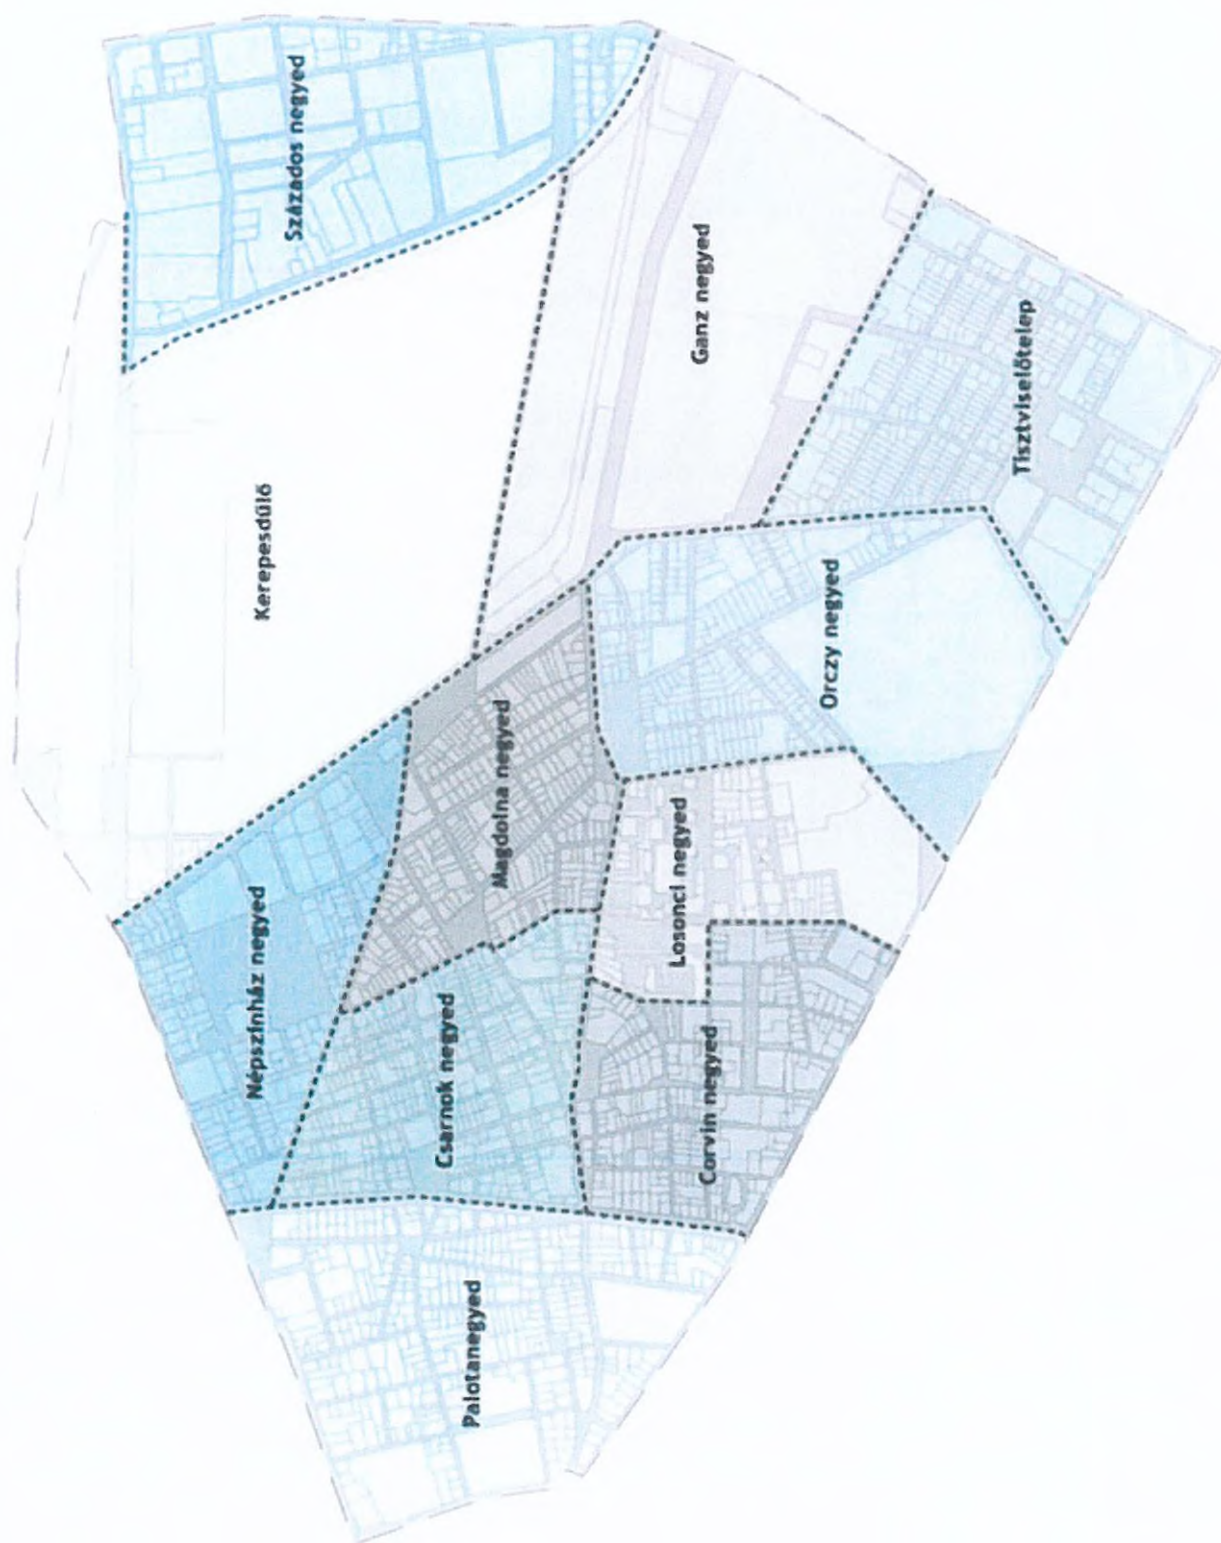 Palotanegyed
Népszínház negyed
Csarnok negyed
Corvin negyed
Magdolna negyed
Losonci negyed
Kerepesdűlő
Orczy negyed
Százados negyed
Ganz negyed
Tisztviselőtelep